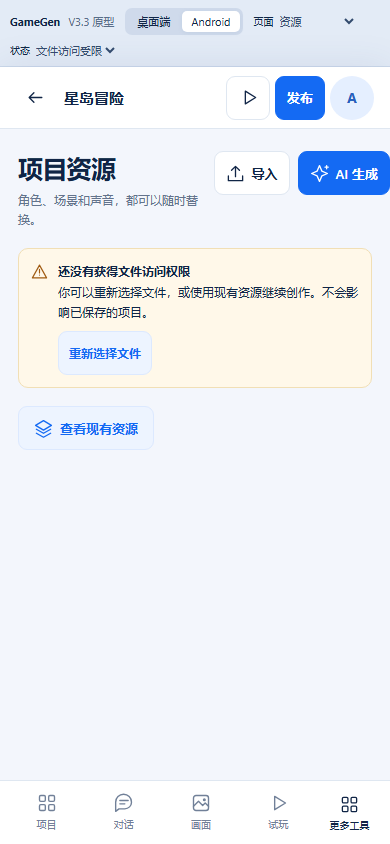 GameGen V3.3 原型 桌面端 Android 页面 资源
状态 文件访问受限
星岛冒险 发布 A
项目资源 导入 AI 生成
角色、场景和声音，都可以随时替
换。
还没有获得文件访问权限
你可以重新选择文件，或使用现有资源继续创作。不会影
响已保存的项目。
重新选择文件
查看现有资源
项目 对话 画面 试玩 更多工具